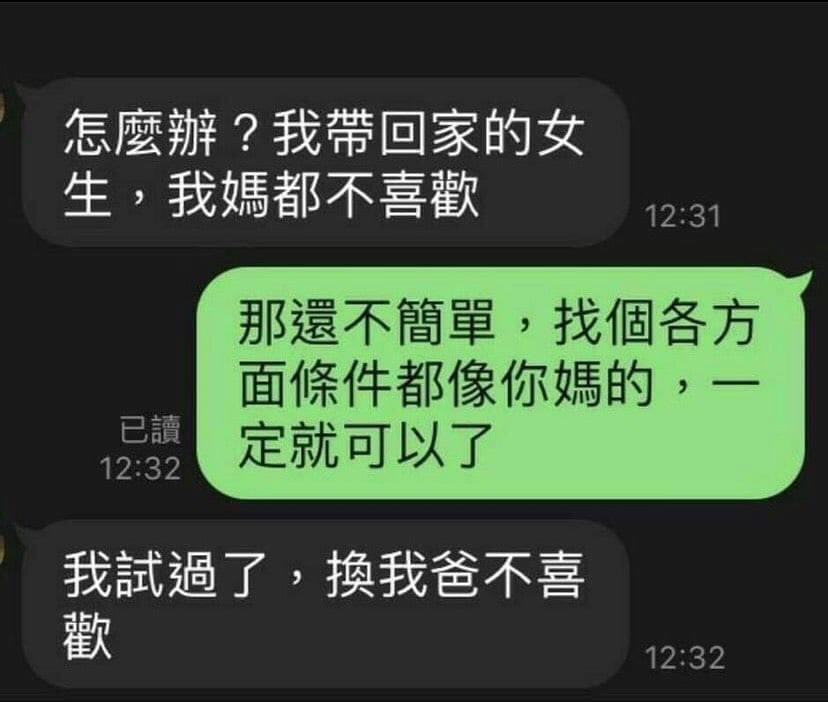 怎麼辦？我帶回家的女
生，我媽都不喜歡
12:31
那還不簡單，找個各方
面條件都像你媽的，一
定就可以了
已讀
12:32
我試過了，換我爸不喜
歡
12:32